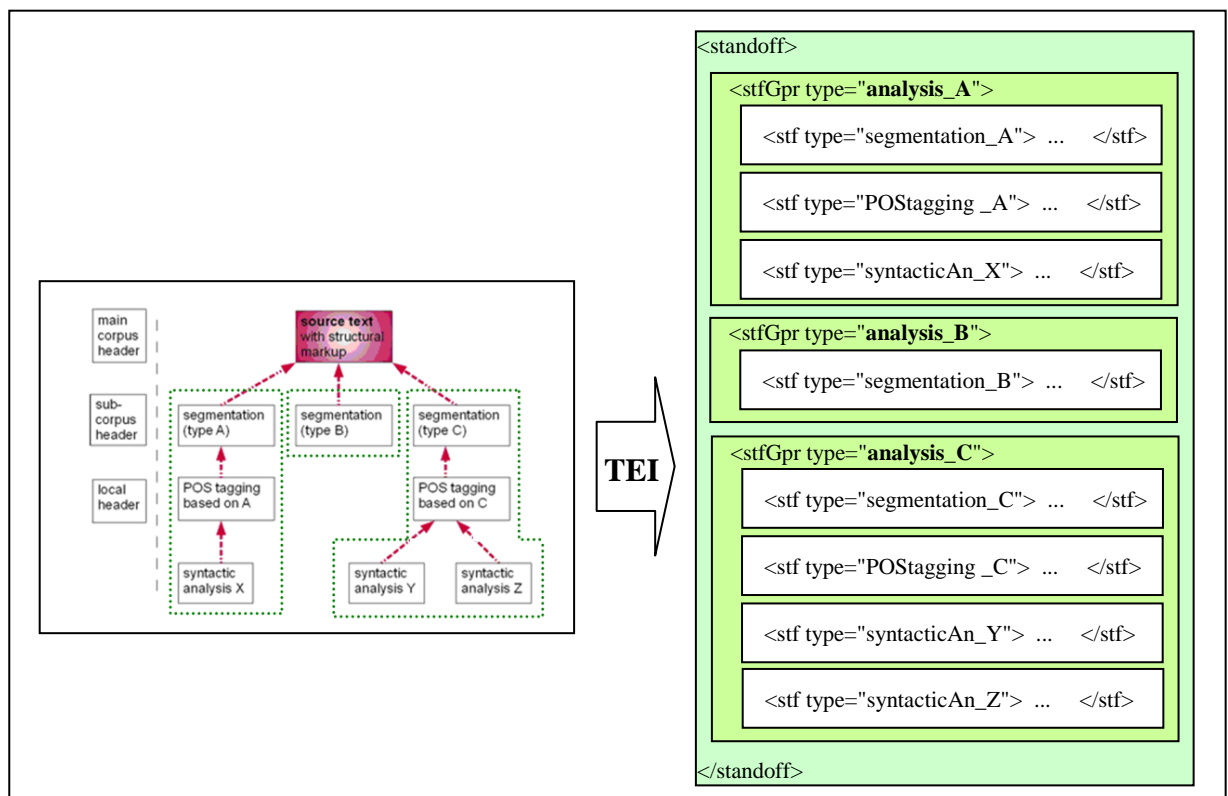 main
corpus
header
source text
with structural
markup
sub-
corpus
header
segmentation
(type A)
segmentation
(type B)
segmentation
(type C)
local
header
POS tagging
based on A
POS tagging
based on C
syntactic
analysis X
syntactic
analysis Y
syntactic
analysis Z
TEI
<standoff>
<stfGpr type="analysis_A">
<stf type="segmentation_A"> ... </stf>
<stf type="POStagging _A"> ... </stf>
<stf type="syntacticAn_X"> ... </stf>
<stfGpr type="analysis_B">
<stf type="segmentation_B"> ... </stf>
<stfGpr type="analysis_C">
<stf type="segmentation_C"> ... </stf>
<stf type="POStagging _C"> ... </stf>
<stf type="syntacticAn_Y"> ... </stf>
<stf type="syntacticAn_Z"> ... </stf>
</standoff>